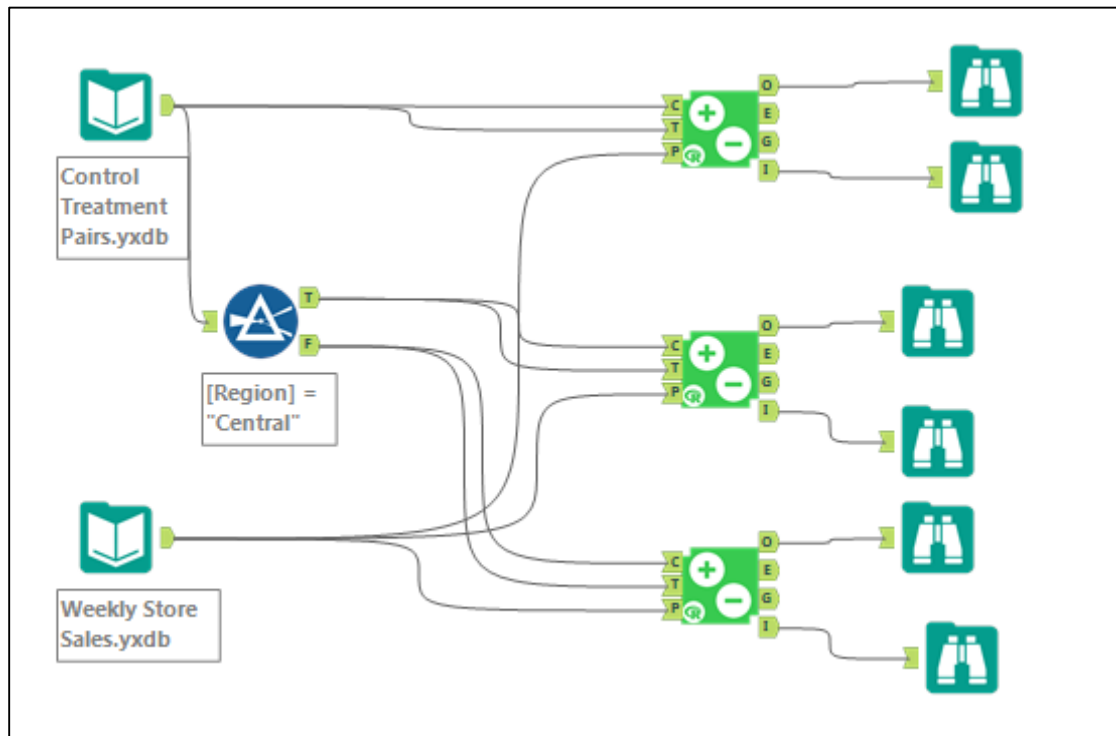 Control
Treatment
Pairs.yxdb
C
T
P
R
O
E
G
I
T
F
[Region] =
"Central"
C
T
P
R
O
E
G
I
Weekly Store
Sales.yxdb
C
T
P
R
O
E
G
I